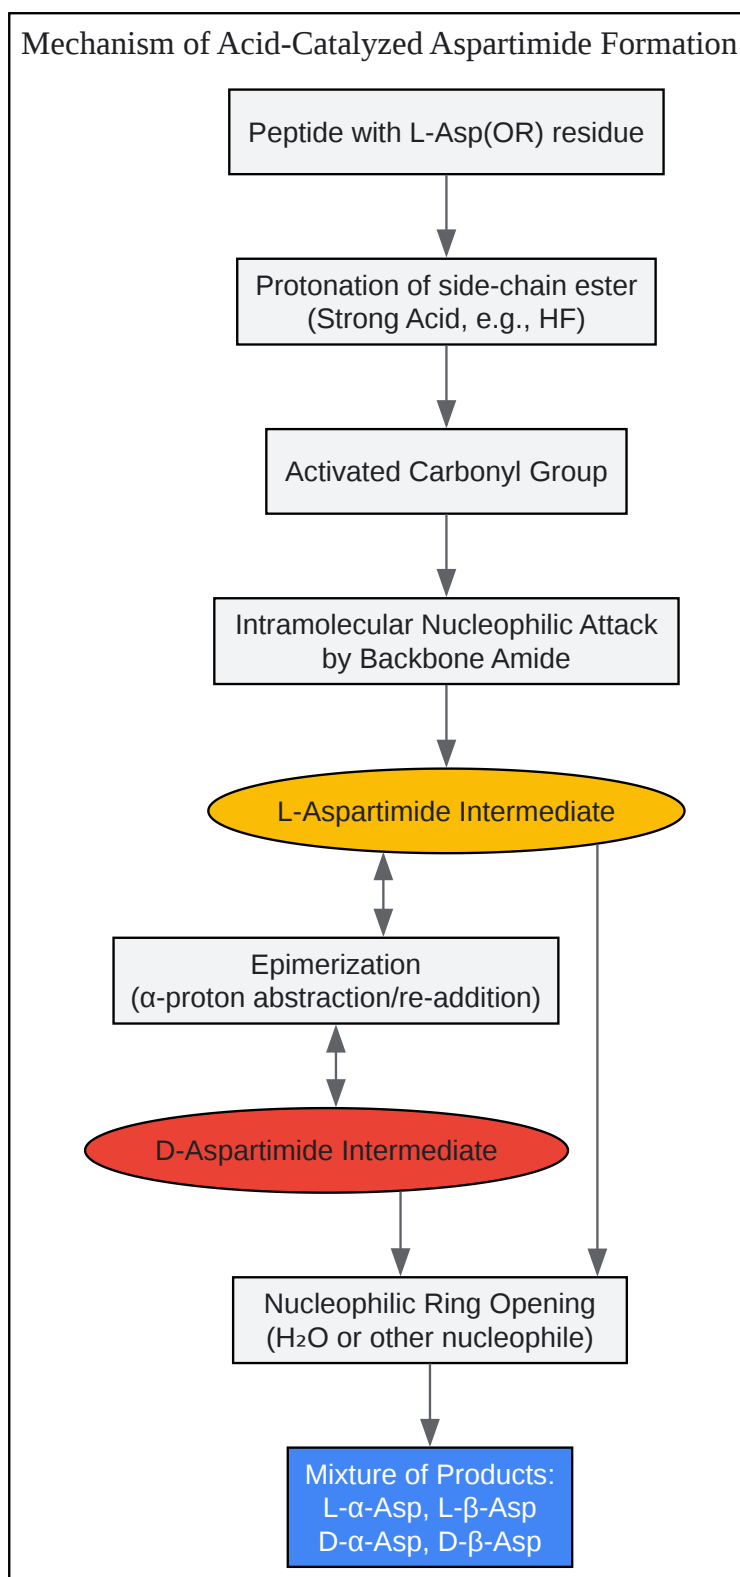 Mechanism of Acid-Catalyzed Aspartimide Formation
Peptide with L-Asp(OR) residue
Protonation of side-chain ester
(Strong Acid, e.g., HF)
Activated Carbonyl Group
Intramolecular Nucleophilic Attack
by Backbone Amide
L-Aspartimide Intermediate
Epimerization
(α-proton abstraction/re-addition)
D-Aspartimide Intermediate
Nucleophilic Ring Opening
(H₂O or other nucleophile)
Mixture of Products:
L-α-Asp, L-β-Asp
D-α-Asp, D-β-Asp